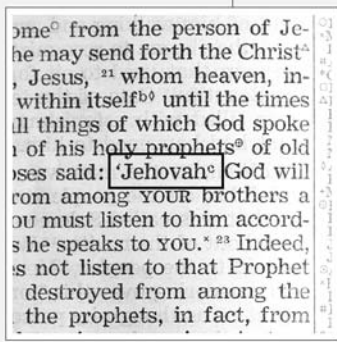 ome° from the person of Je-
he may send forth the Christ^
, Jesus, ²¹ whom heaven, in-
within itselfᵇ◊ until the times
ll things of which God spoke
of his holy prophets⊕ of old
oses said: ‘Jehovahᶜ God will
rom among YOUR brothers a
ou must listen to him accord-
s he speaks to YOU.ˣ ²³ Indeed,
s not listen to that Prophet
destroyed from among the
the prophets, in fact, from